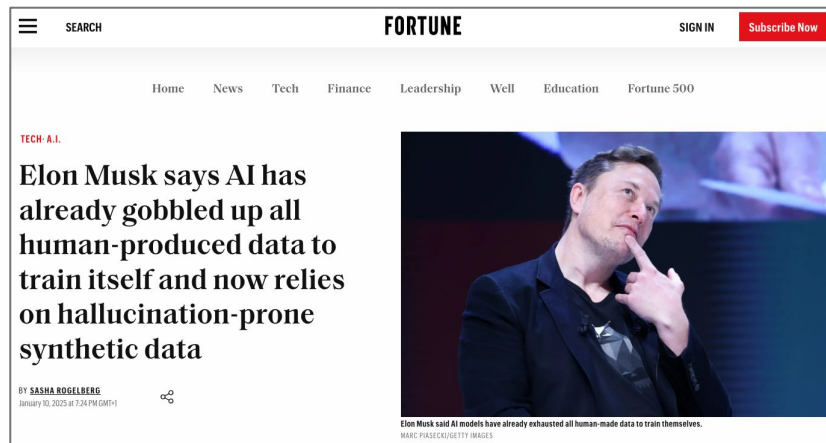 SEARCH
FORTUNE
SIGN IN
Subscribe Now
Home News Tech Finance Leadership Well Education Fortune 500
TECH· A.I.
Elon Musk says AI has
already gobbled up all
human-produced data to
train itself and now relies
on hallucination-prone
synthetic data
BY SASHA ROGELBERG
January 10, 2025 at 7:24 PM GMT+1
Elon Musk said AI models have already exhausted all human-made data to train themselves.
MARC PIASECKI/GETTY IMAGES